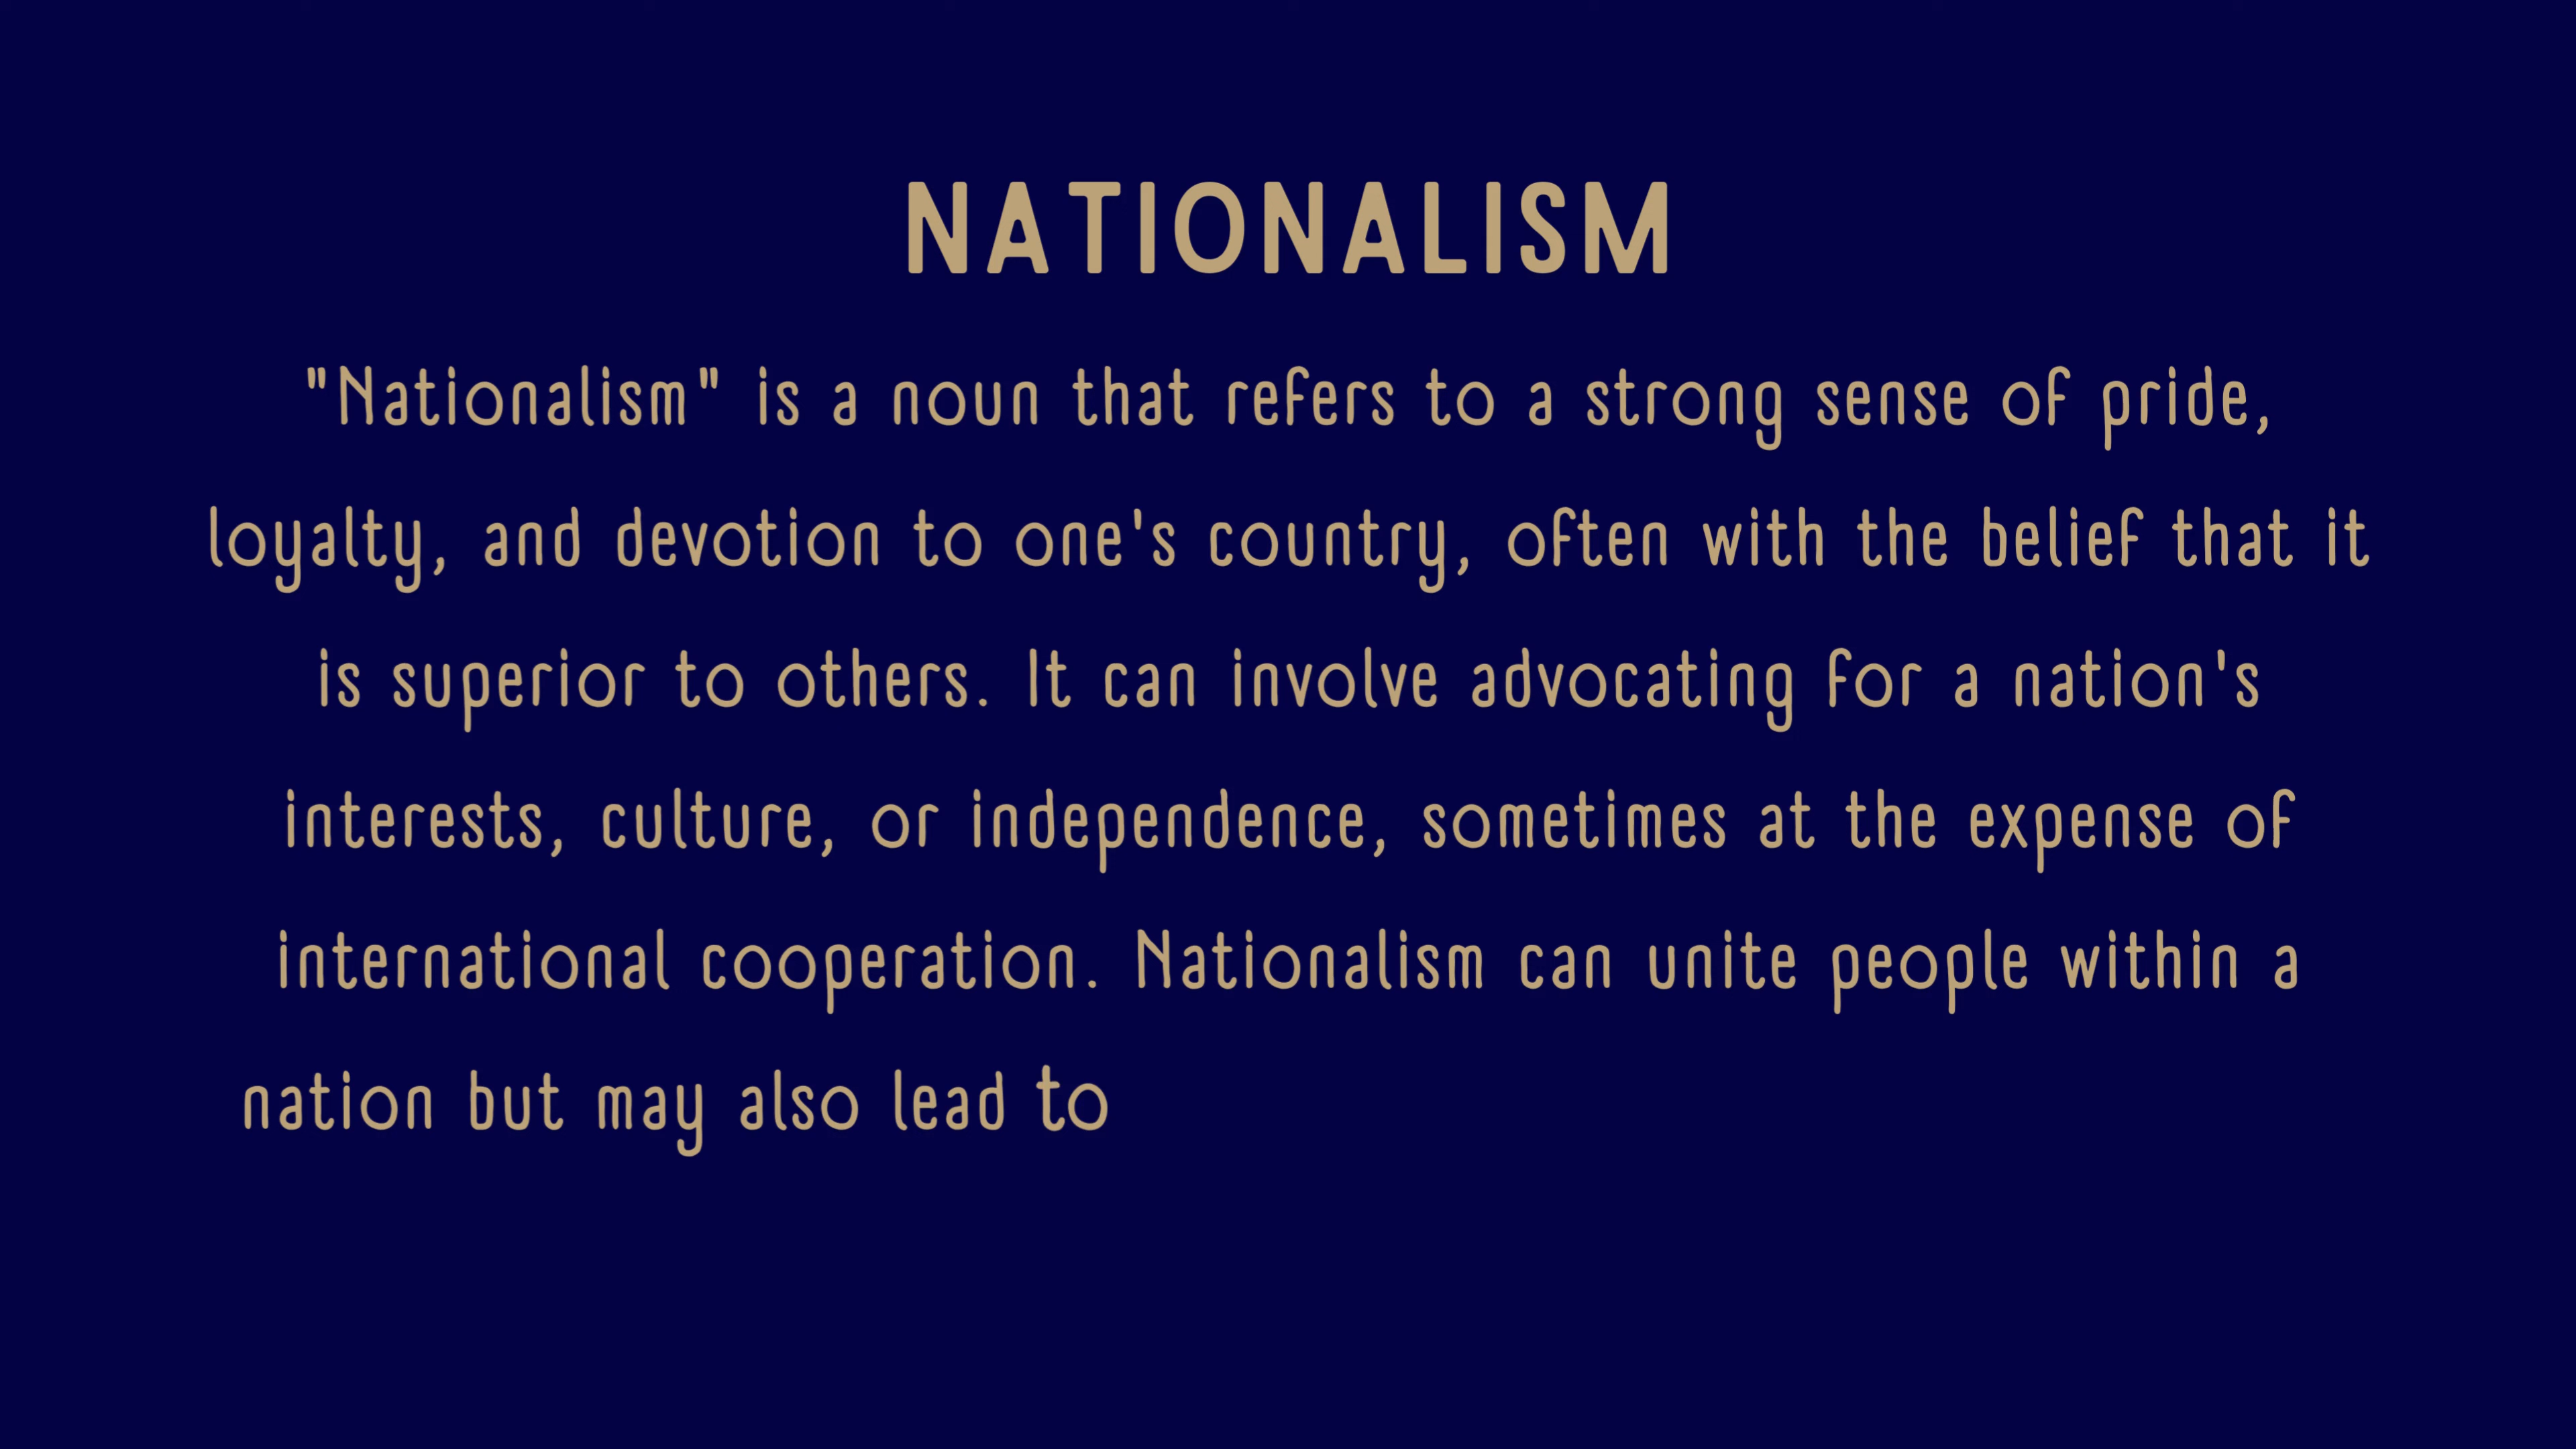 NATIONALISM
"Nationalism" is a noun that refers to a strong sense of pride,
loyalty, and devotion to one's country, often with the belief that it
is superior to others. It can involve advocating for a nation's
interests, culture, or independence, sometimes at the expense of
international cooperation. Nationalism can unite people within a
nation but may also lead to